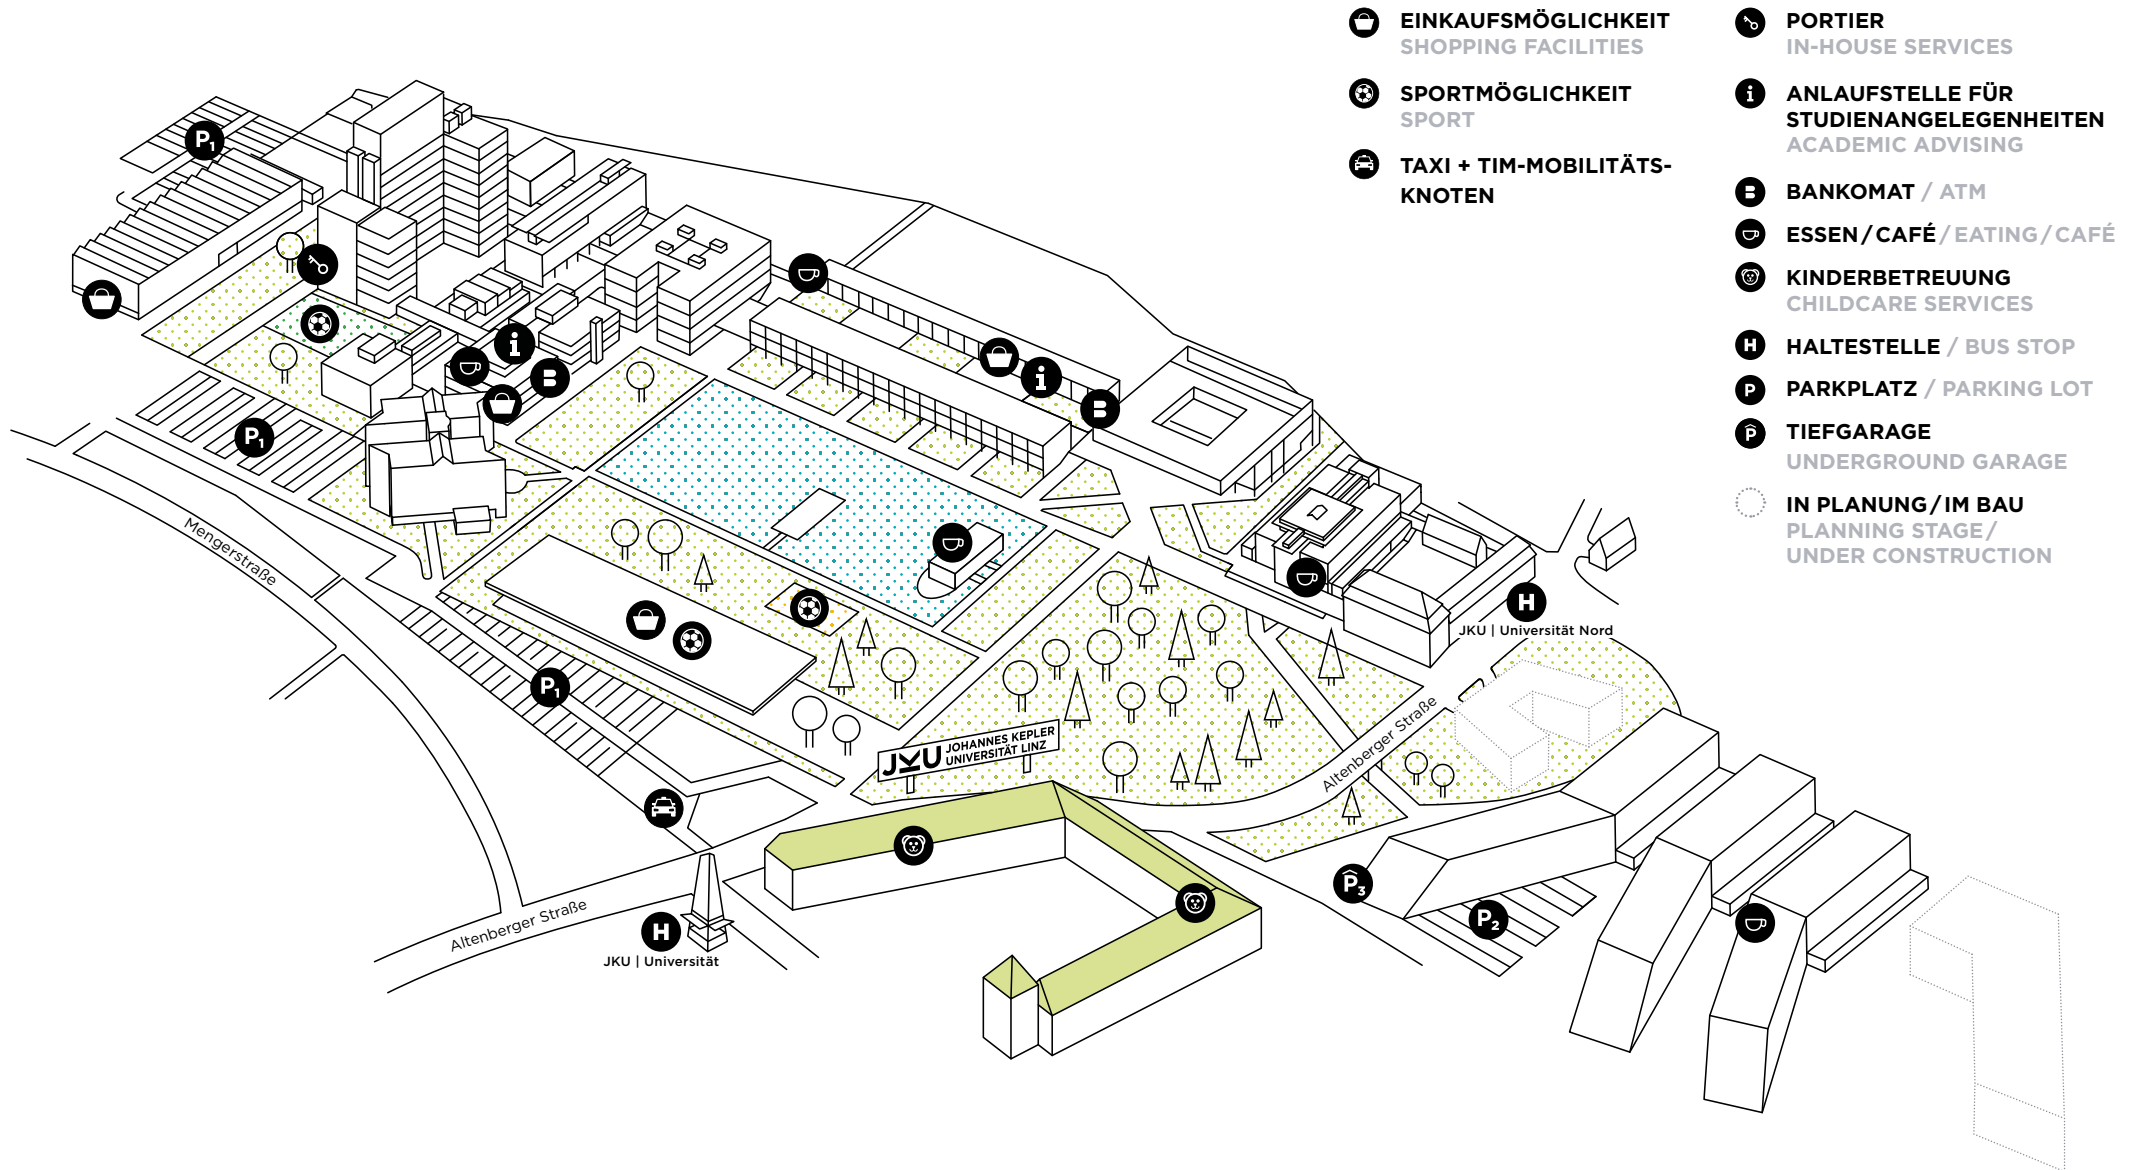 EINKAUFSMÖGLICHKEIT
SHOPPING FACILITIES
SPORTMÖGLICHKEIT
SPORT
TAXI + TIM-MOBILITÄTS-
KNOTEN
PORTIER
IN-HOUSE SERVICES
i
ANLAUFSTELLE FÜR
STUDIENANGELEGENHEITEN
ACADEMIC ADVISING
B
BANKOMAT / ATM
ESSEN/CAFÉ/EATING/CAFÉ
KINDERBETREUUNG
CHILDCARE SERVICES
H
HALTESTELLE / BUS STOP
P
PARKPLATZ / PARKING LOT
P
TIEFGARAGE
UNDERGROUND GARAGE
IN PLANUNG/IM BAU
PLANNING STAGE/
UNDER CONSTRUCTION
P1
i
B
i
B
P1
Mengerstraße
H
JKU | Universität Nord
P1
Altenberger Straße
JKU JOHANNES KEPLER
UNIVERSITÄT LINZ
P3
P2
Altenberger Straße
H
JKU | Universität